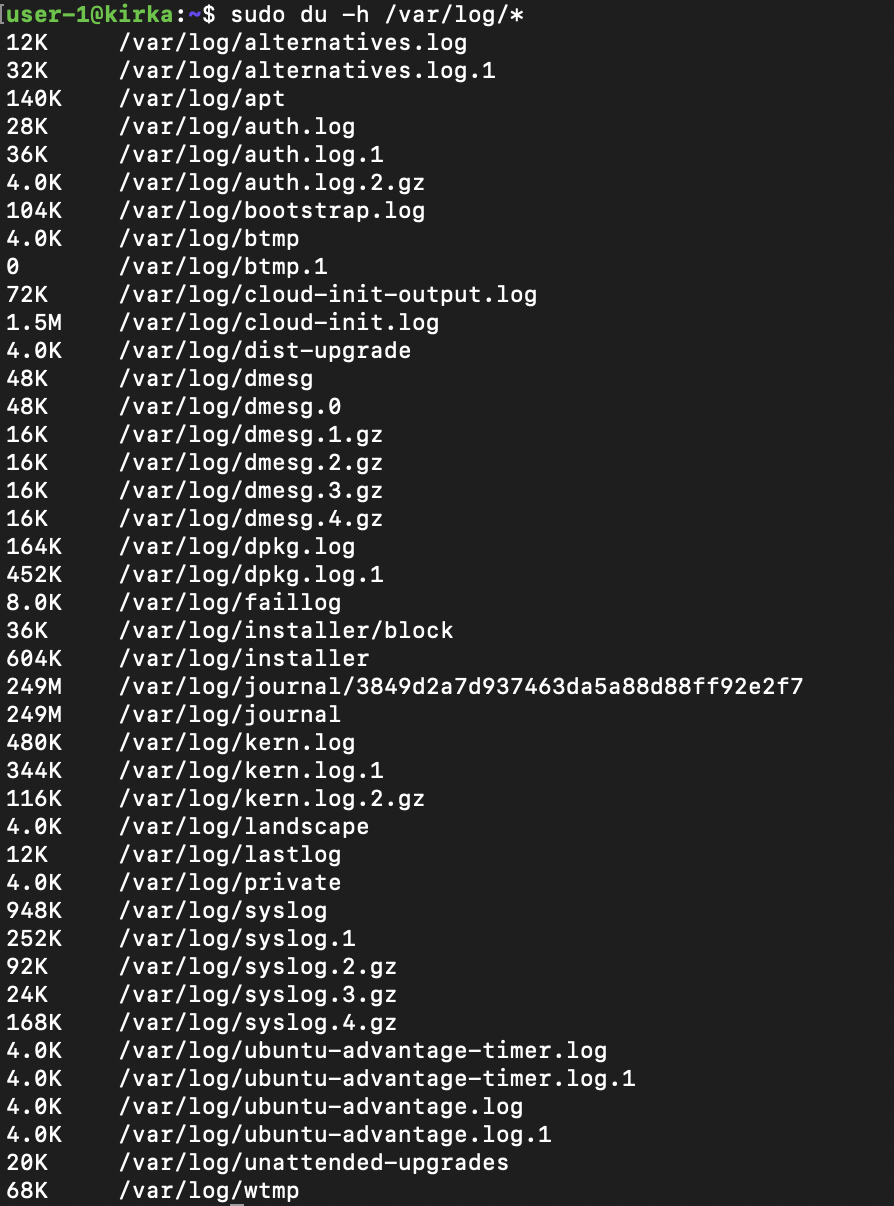 [user-1@kirka:~$ sudo du -h /var/log/*
12K /var/log/alternatives.log
32K /var/log/alternatives.log.1
140K /var/log/apt
28K /var/log/auth.log
36K /var/log/auth.log.1
4.0K /var/log/auth.log.2.gz
104K /var/log/bootstrap.log
4.0K /var/log/btmp
0 /var/log/btmp.1
72K /var/log/cloud-init-output.log
1.5M /var/log/cloud-init.log
4.0K /var/log/dist-upgrade
48K /var/log/dmesg
48K /var/log/dmesg.0
16K /var/log/dmesg.1.gz
16K /var/log/dmesg.2.gz
16K /var/log/dmesg.3.gz
16K /var/log/dmesg.4.gz
164K /var/log/dpkg.log
452K /var/log/dpkg.log.1
8.0K /var/log/faillog
36K /var/log/installer/block
604K /var/log/installer
249M /var/log/journal/3849d2a7d937463da5a88d88ff92e2f7
249M /var/log/journal
480K /var/log/kern.log
344K /var/log/kern.log.1
116K /var/log/kern.log.2.gz
4.0K /var/log/landscape
12K /var/log/lastlog
4.0K /var/log/private
948K /var/log/syslog
252K /var/log/syslog.1
92K /var/log/syslog.2.gz
24K /var/log/syslog.3.gz
168K /var/log/syslog.4.gz
4.0K /var/log/ubuntu-advantage-timer.log
4.0K /var/log/ubuntu-advantage-timer.log.1
4.0K /var/log/ubuntu-advantage.log
4.0K /var/log/ubuntu-advantage.log.1
20K /var/log/unattended-upgrades
68K /var/log/wtmp